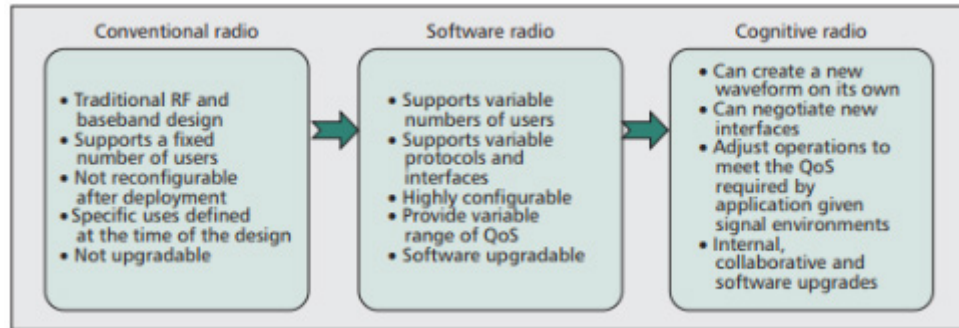 Conventional radio
• Traditional RF and
baseband design
• Supports a fixed
number of users
• Not reconfigurable
after deployment
• Specific uses defined
at the time of the design
• Not upgradable
Software radio
• Supports variable
numbers of users
• Supports variable
protocols and
interfaces
• Highly configurable
• Provide variable
range of QoS
• Software upgradable
Cognitive radio
• Can create a new
waveform on its own
• Can negotiate new
interfaces
• Adjust operations to
meet the QoS
required by
application given
signal environments
• Internal,
collaborative and
software upgrades